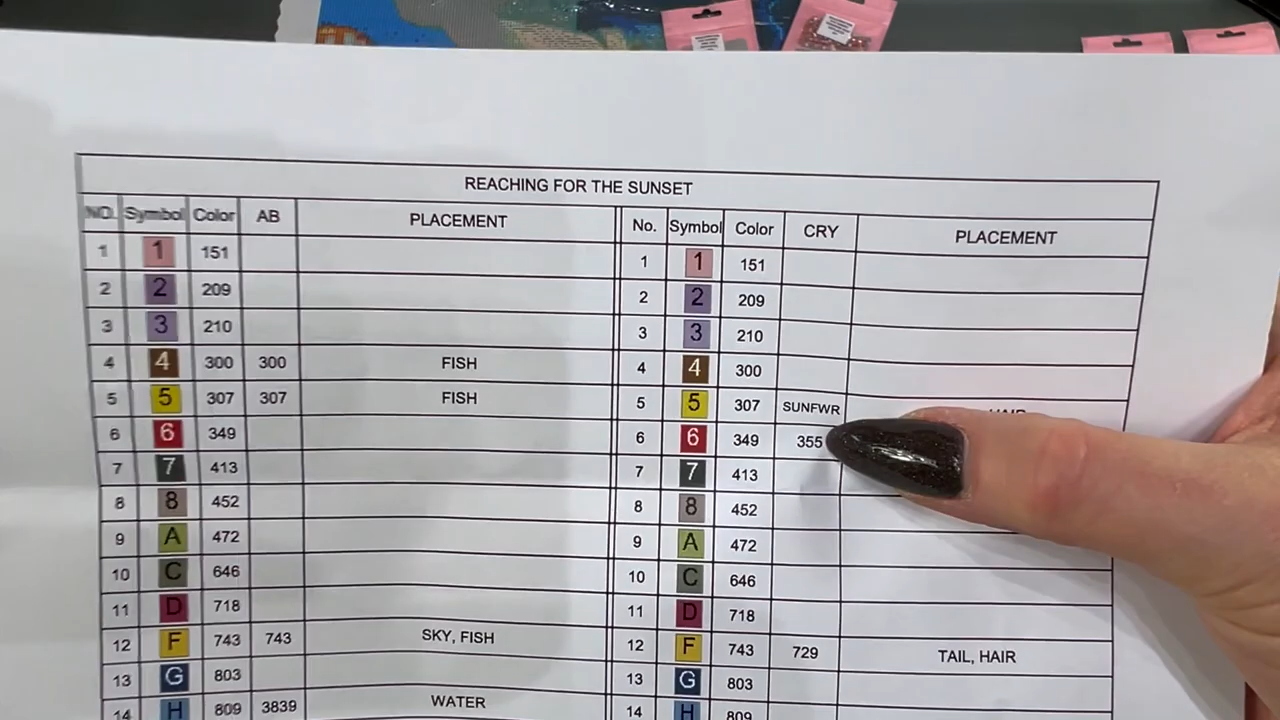 REACHING FOR THE SUNSET
NO. Symbol Color AB PLACEMENT No. Symbol Color CRY PLACEMENT
1 1 151 1 1 151
2 2 209 2 2 209
3 3 210 3 3 210
4 4 300 300 FISH 4 4 300
5 5 307 307 FISH 5 5 307 SUNFWR HAIR
6 6 349 6 6 349 355
7 7 413 7 7 413
8 8 452 8 8 452
9 A 472 9 A 472
10 C 646 10 C 646
11 D 718 11 D 718
12 F 743 743 SKY, FISH 12 F 743 729 TAIL, HAIR
13 G 803 13 G 803
14 H 809 3839 WATER 14 H 809